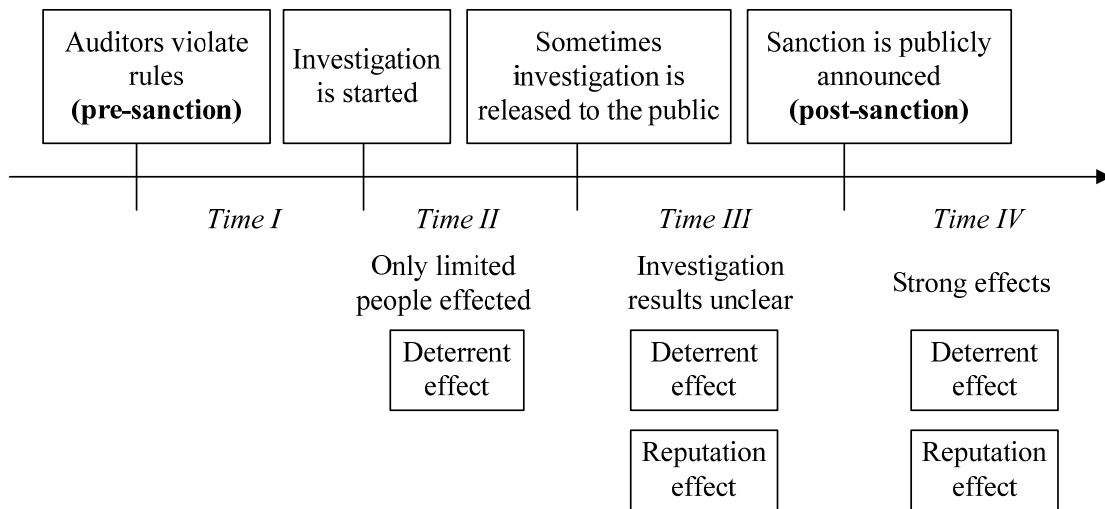 Auditors violate
rules
(pre-sanction)
Investigation
is started
Sometimes
investigation is
released to the public
Sanction is publicly
announced
(post-sanction)
Time I
Time II
Time III
Time IV
Only limited
people effected
Investigation
results unclear
Strong effects
Deterrent
effect
Deterrent
effect
Deterrent
effect
Reputation
effect
Reputation
effect